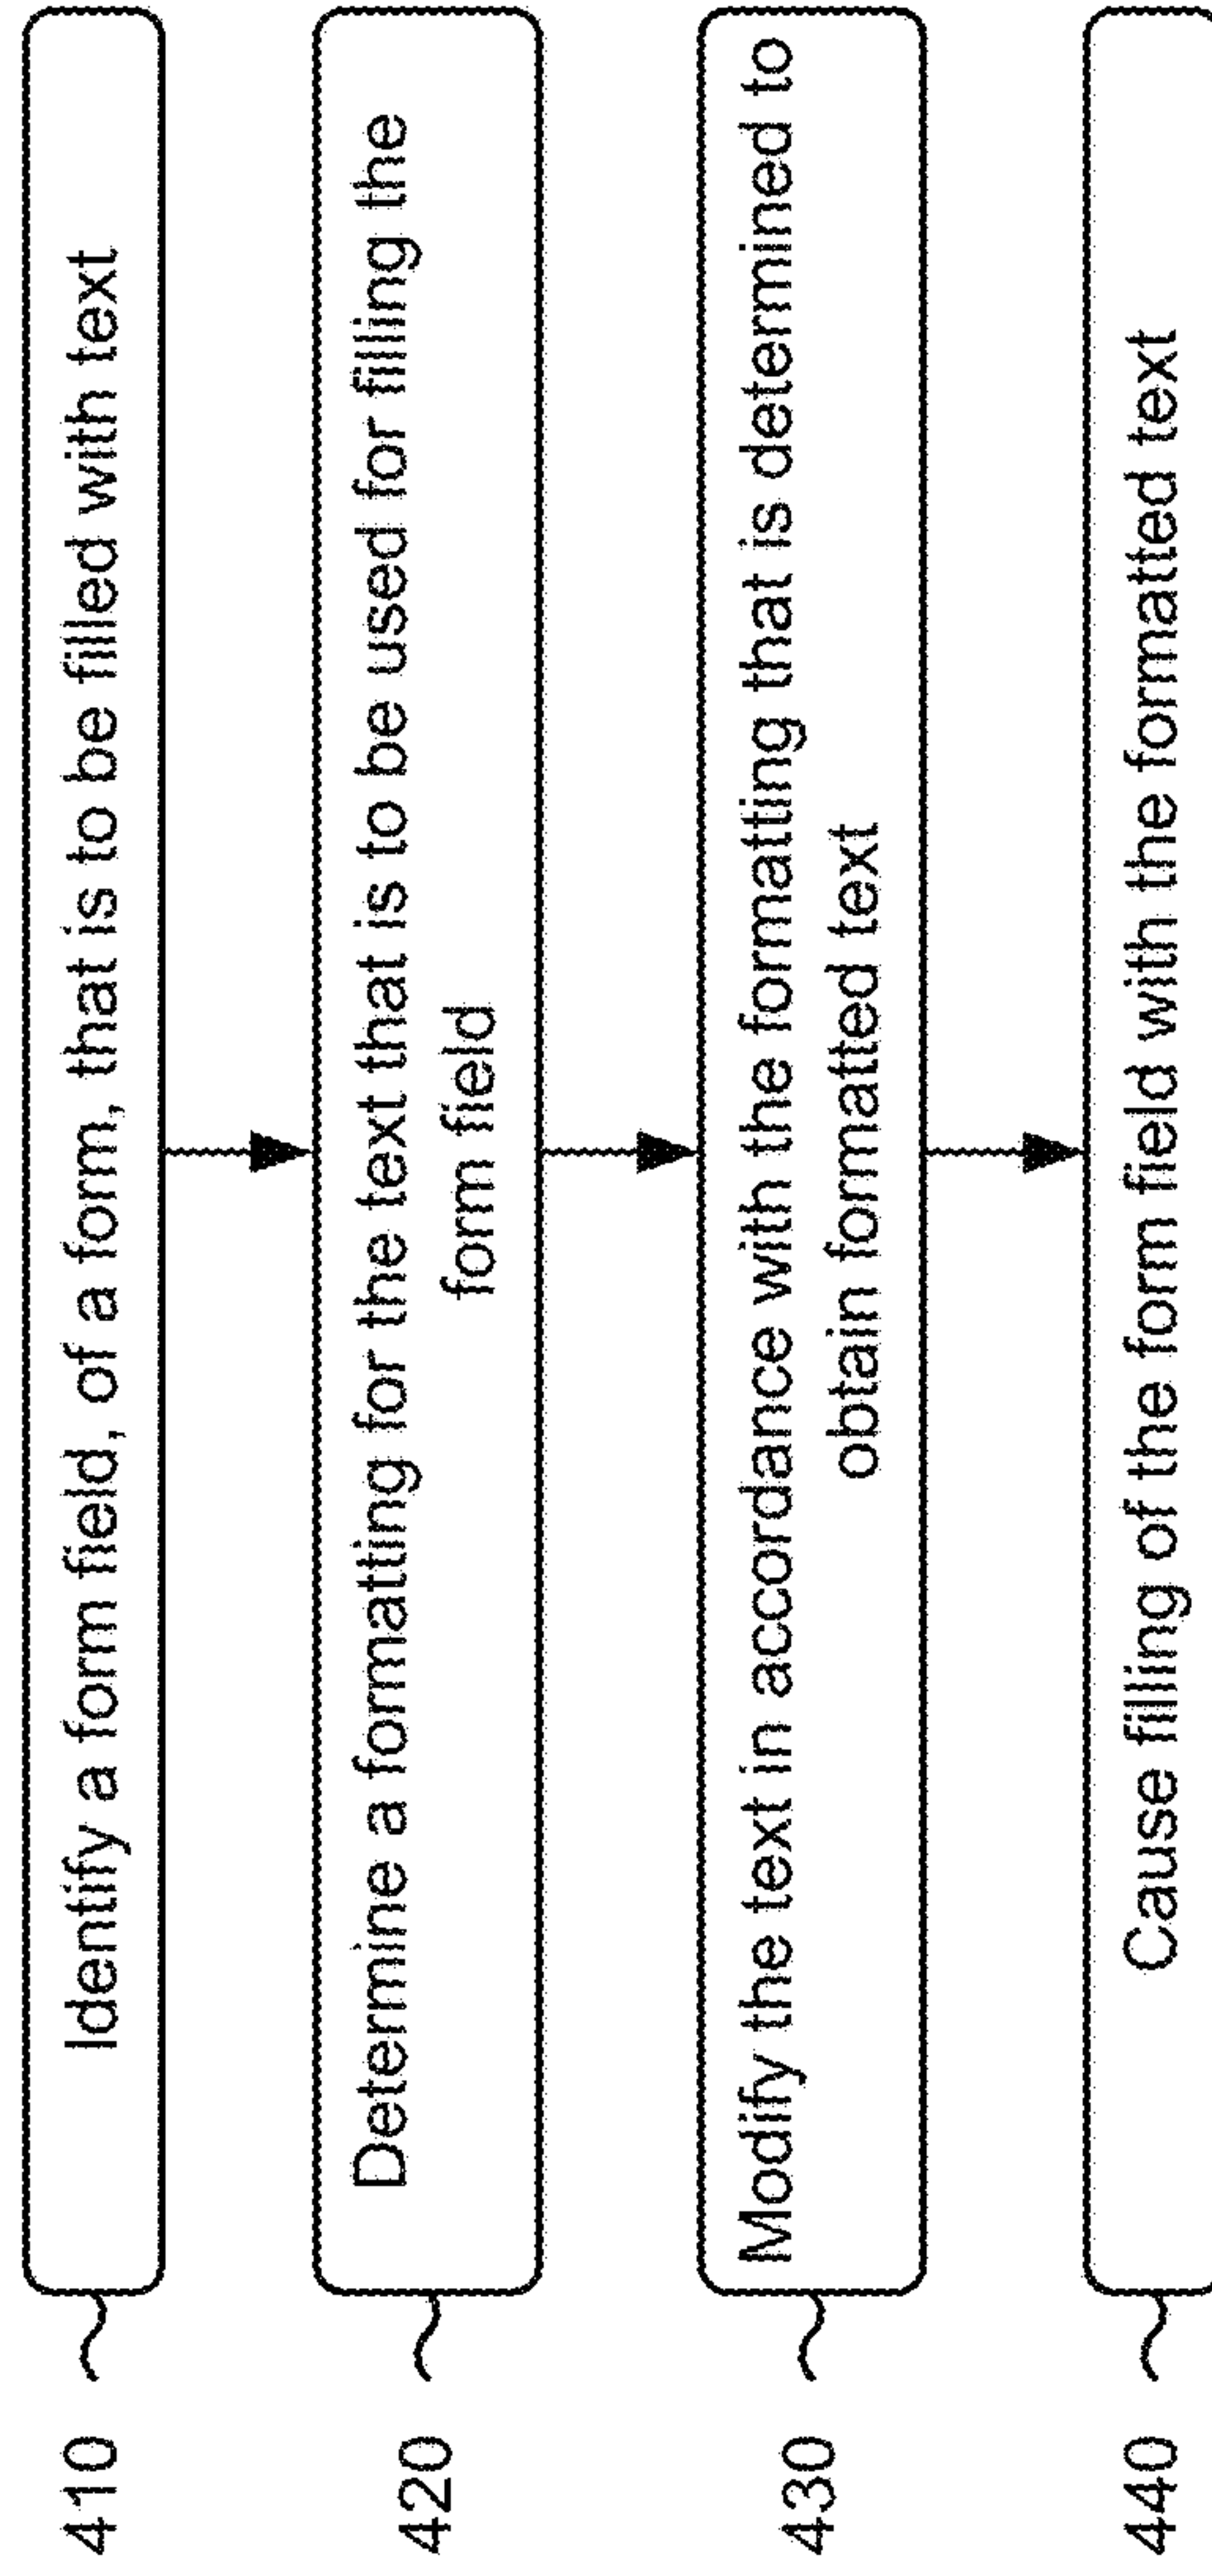 410 Identify a form field, of a form, that is to be filled with text
420 Determine a formatting for the text that is to be used for filling the
form field
430 Modify the text in accordance with the formatting that is determined to
obtain formatted text
440 Cause filling of the form field with the formatted text